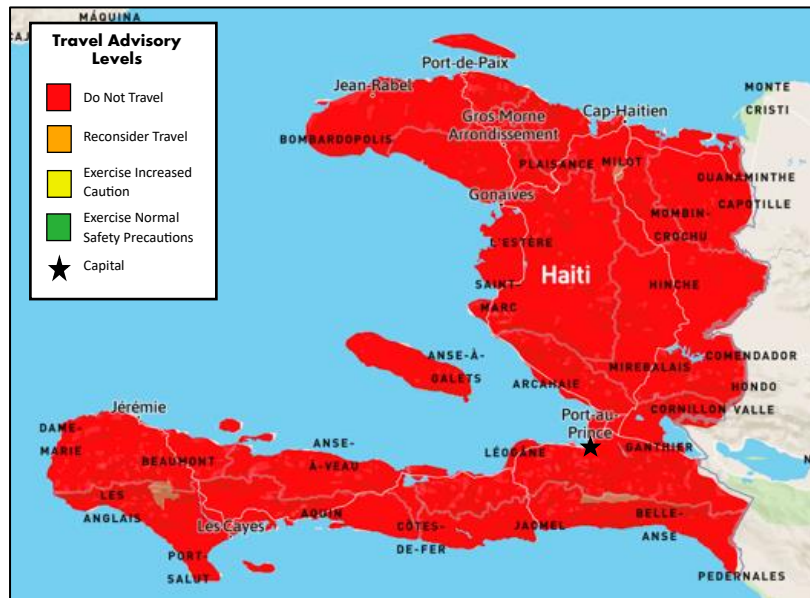 MÁQUINA
CAJ
Travel Advisory
Levels
Do Not Travel
Reconsider Travel
Exercise Increased
Caution
Exercise Normal
Safety Precautions
Capital
Port-de-Paix
Jean-Rabel
Gros Morne
Arrondissement
Cap-Haïtien
MONTE
CRISTI
BOMBARDOPOLIS
PLAISANCE
MILOT
OUANAMINTHE
CAPOTILLE
Gonaïves
MOMBIN-
CROCHU
L'ESTÈRE
Haiti
HINCHE
SAINT-
MARC
ANSE-À-
GALETS
ARCAHAIE
MIREBALAIS
COMENDADOR
HONDO
VALLE
CORNILLON
Port-au-
Prince
GANTHIER
LÉOGÂNE
Jérémie
DAME-
MARIE
BEAUMONT
ANSE-
À-VEAU
LES
ANGLAIS
AQUIN
Les Cayes
CÔTES-
DE-FER
JACMEL
BELLE-
ANSE
PORT-
SALUT
PEDERNALES
N